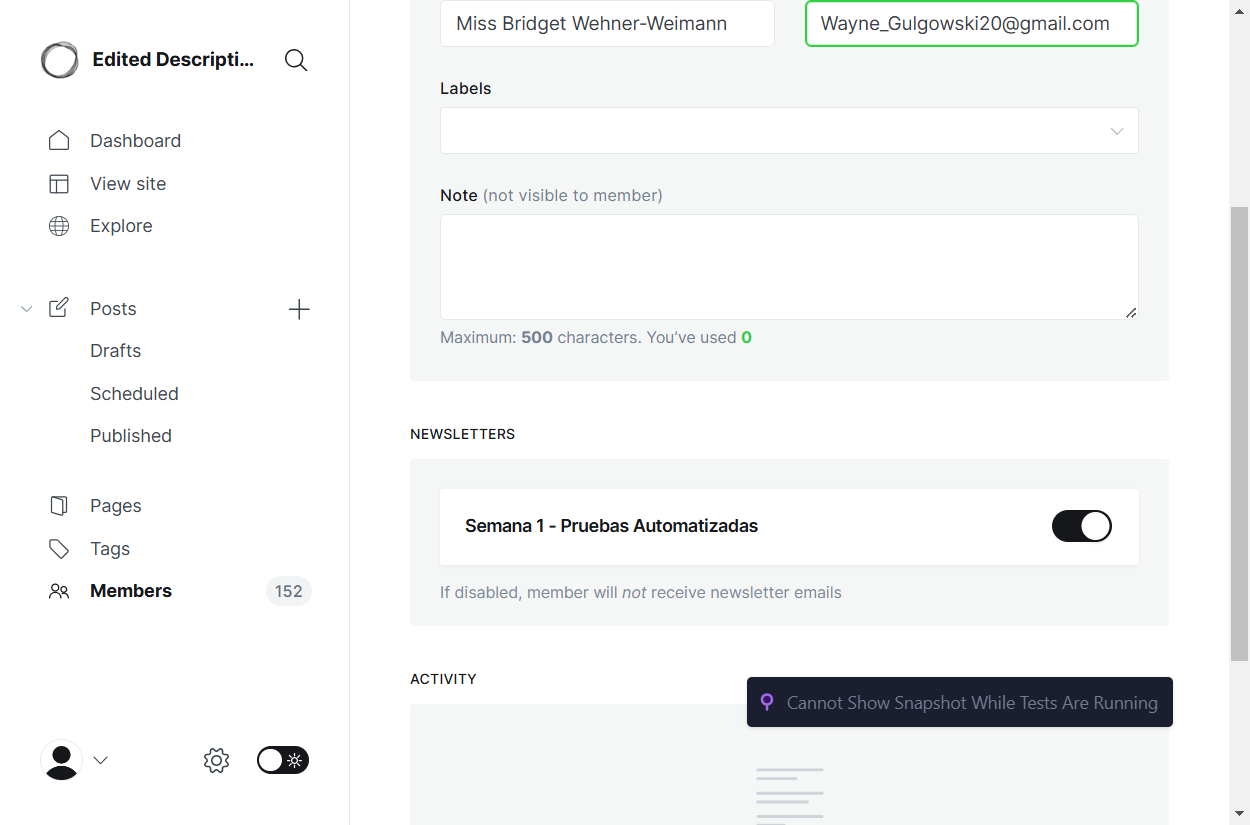 Edited Descripti...
Dashboard
View site
Explore
Posts
Drafts
Scheduled
Published
Pages
Tags
Members 152
Miss Bridget Wehner-Weimann
Wayne_Gulgowski20@gmail.com
Labels
Note (not visible to member)
Maximum: 500 characters. You’ve used 0
NEWSLETTERS
Semana 1 - Pruebas Automatizadas
If disabled, member will not receive newsletter emails
ACTIVITY
Cannot Show Snapshot While Tests Are Running